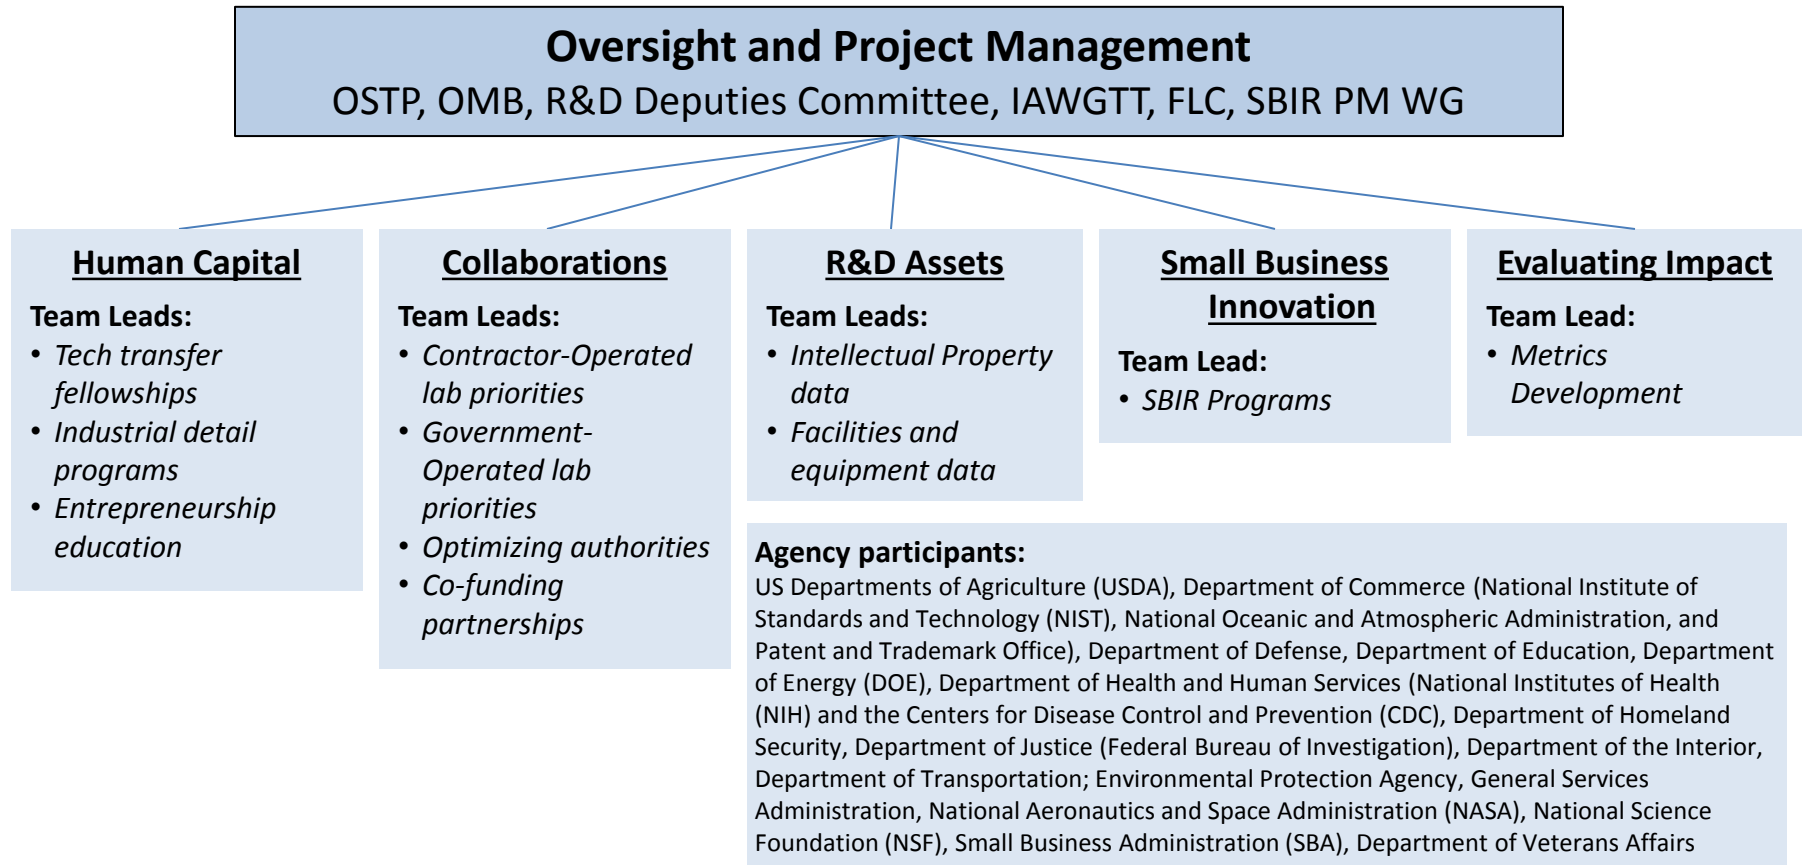 Oversight and Project Management
OSTP, OMB, R&D Deputies Committee, IAWGTT, FLC, SBIR PM WG
Human Capital
Team Leads:
• Tech transfer
fellowships
• Industrial detail
programs
• Entrepreneurship
education
Collaborations
Team Leads:
• Contractor-Operated
lab priorities
• Government-
Operated lab
priorities
• Optimizing authorities
• Co-funding
partnerships
R&D Assets
Team Leads:
• Intellectual Property
data
• Facilities and
equipment data
Small Business
Innovation
Team Lead:
• SBIR Programs
Evaluating Impact
Team Lead:
• Metrics
Development
Agency participants:
US Departments of Agriculture (USDA), Department of Commerce (National Institute of
Standards and Technology (NIST), National Oceanic and Atmospheric Administration, and
Patent and Trademark Office), Department of Defense, Department of Education, Department
of Energy (DOE), Department of Health and Human Services (National Institutes of Health
(NIH) and the Centers for Disease Control and Prevention (CDC), Department of Homeland
Security, Department of Justice (Federal Bureau of Investigation), Department of the Interior,
Department of Transportation; Environmental Protection Agency, General Services
Administration, National Aeronautics and Space Administration (NASA), National Science
Foundation (NSF), Small Business Administration (SBA), Department of Veterans Affairs